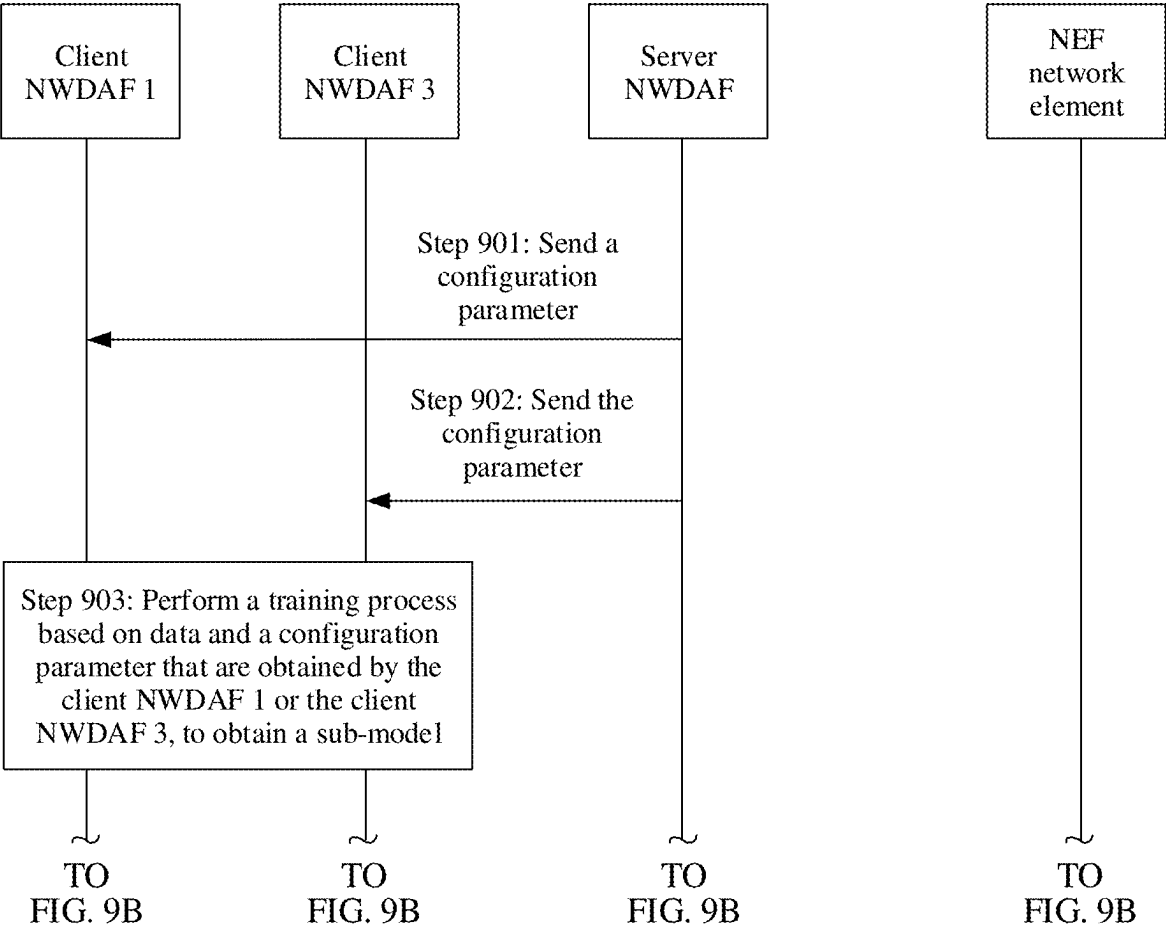 Client
NWDAF 1
Client
NWDAF 3
Server
NWDAF
NEF
network
element
Step 901: Send a
configuration
parameter
Step 902: Send the
configuration
parameter
Step 903: Perform a training process
based on data and a configuration
parameter that are obtained by the
client NWDAF 1 or the client
NWDAF 3, to obtain a sub-model
TO
FIG. 9B
TO
FIG. 9B
TO
FIG. 9B
TO
FIG. 9B